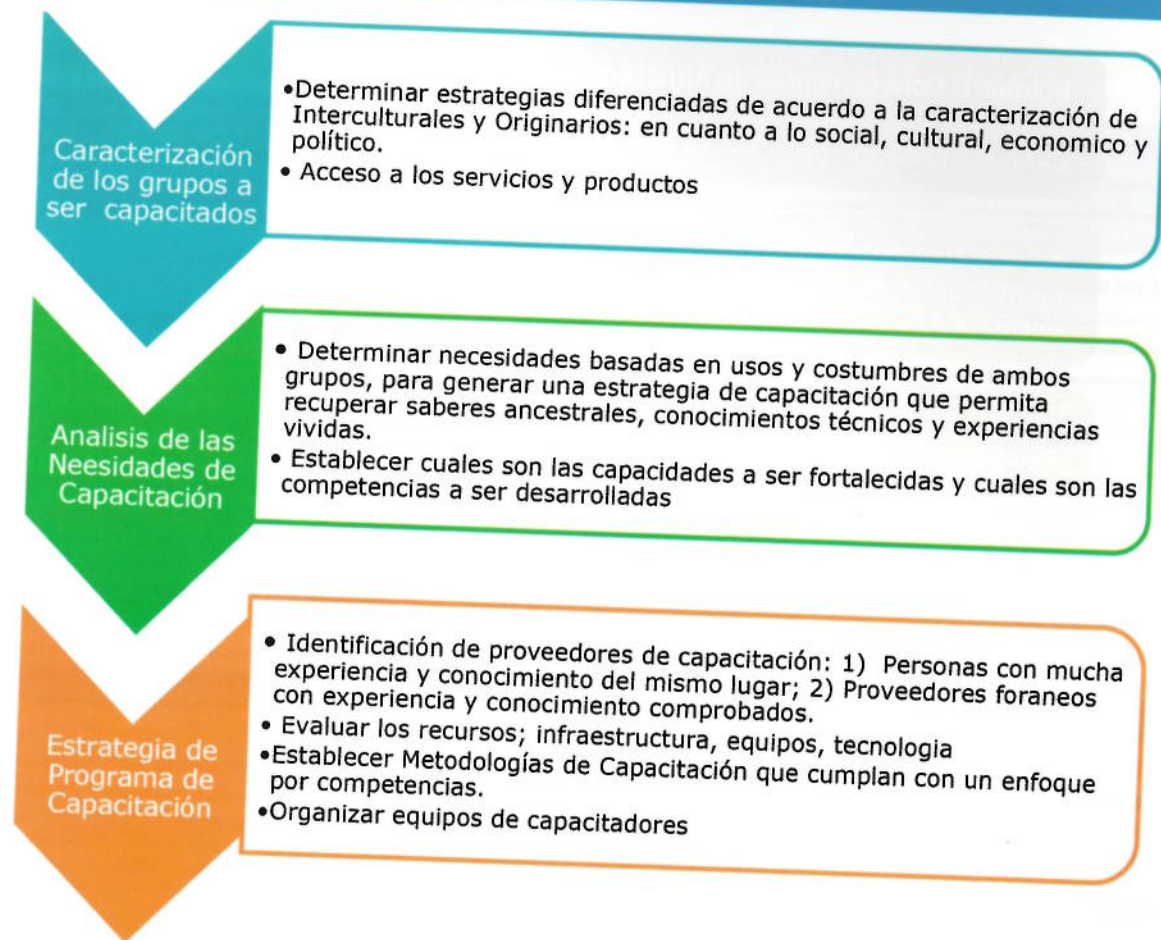 Caracterización
de los grupos a
ser capacitados
•Determinar estrategias diferenciadas de acuerdo a la caracterización de
Interculturales y Originarios: en cuanto a lo social, cultural, economico y
político.
• Acceso a los servicios y productos
Analisis de las
Neesidades de
Capacitación
• Determinar necesidades basadas en usos y costumbres de ambos
grupos, para generar una estrategia de capacitación que permita
recuperar saberes ancestrales, conocimientos técnicos y experiencias
vividas.
• Establecer cuales son las capacidades a ser fortalecidas y cuales son las
competencias a ser desarrolladas
Estrategia de
Programa de
Capacitación
• Identificación de proveedores de capacitación: 1) Personas con mucha
experiencia y conocimiento del mismo lugar; 2) Proveedores foraneos
con experiencia y conocimiento comprobados.
• Evaluar los recursos; infraestructura, equipos, tecnologia
•Establecer Metodologías de Capacitación que cumplan con un enfoque
por competencias.
•Organizar equipos de capacitadores